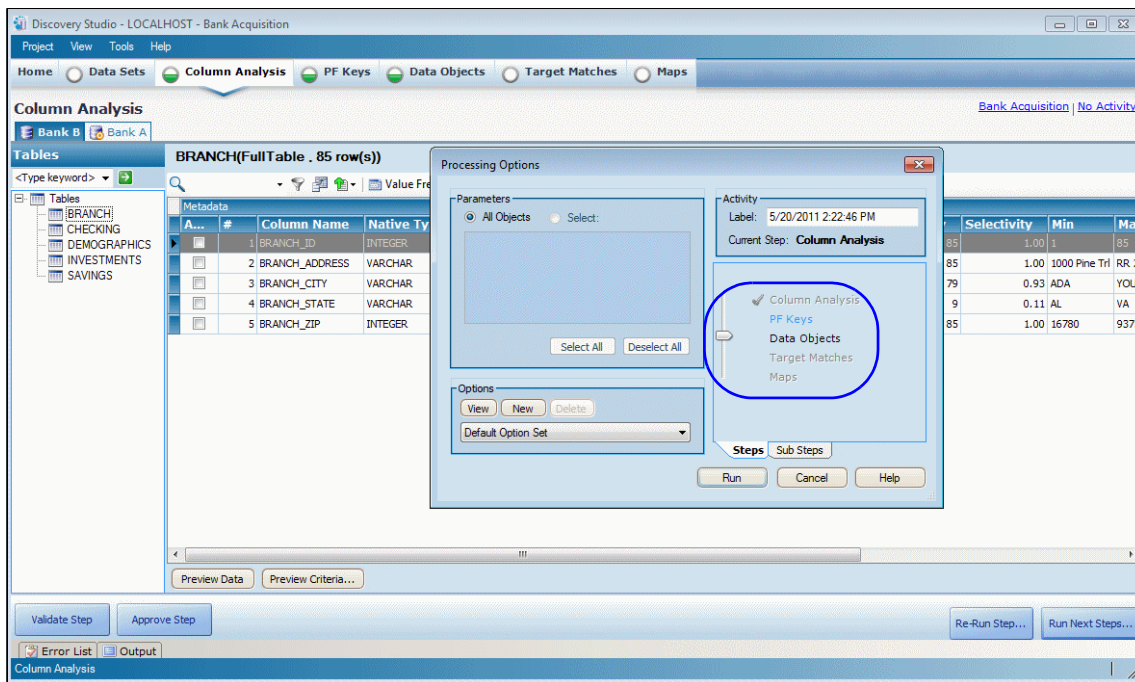 Discovery Studio - LOCALHOST - Bank Acquisition
Project View Tools Help
Home Data Sets Column Analysis PF Keys Data Objects Target Matches Maps
Column Analysis
Bank Acquisition | No Activity
Bank B Bank A
Tables
<Type keyword>
Tables
BRANCH
CHECKING
DEMOGRAPHICS
INVESTMENTS
SAVINGS
BRANCH(FullTable . 85 row(s))
Value Fre
Metadata
A... # Column Name Native Ty Selectivity Min Ma
1 BRANCH_ID INTEGER 85 1.00 1 85
2 BRANCH_ADDRESS VARCHAR 85 1.00 1000 Pine Trl RR
3 BRANCH_CITY VARCHAR 79 0.93 ADA YOU
4 BRANCH_STATE VARCHAR 9 0.11 AL VA
5 BRANCH_ZIP INTEGER 85 1.00 16780 937
Processing Options
Parameters
All Objects Select:
Select All Deselect All
Options
View New Delete
Default Option Set
Activity
Label: 5/20/2011 2:22:46 PM
Current Step: Column Analysis
Column Analysis
PF Keys
Data Objects
Target Matches
Maps
Steps Sub Steps
Run Cancel Help
Preview Data Preview Criteria...
Validate Step Approve Step Re-Run Step... Run Next Steps...
Error List Output
Column Analysis